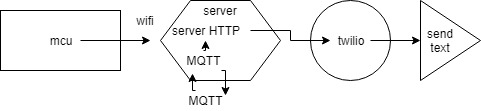 mcu
wifi
server
server HTTP
MQTT
MQTT
twilio
send
text